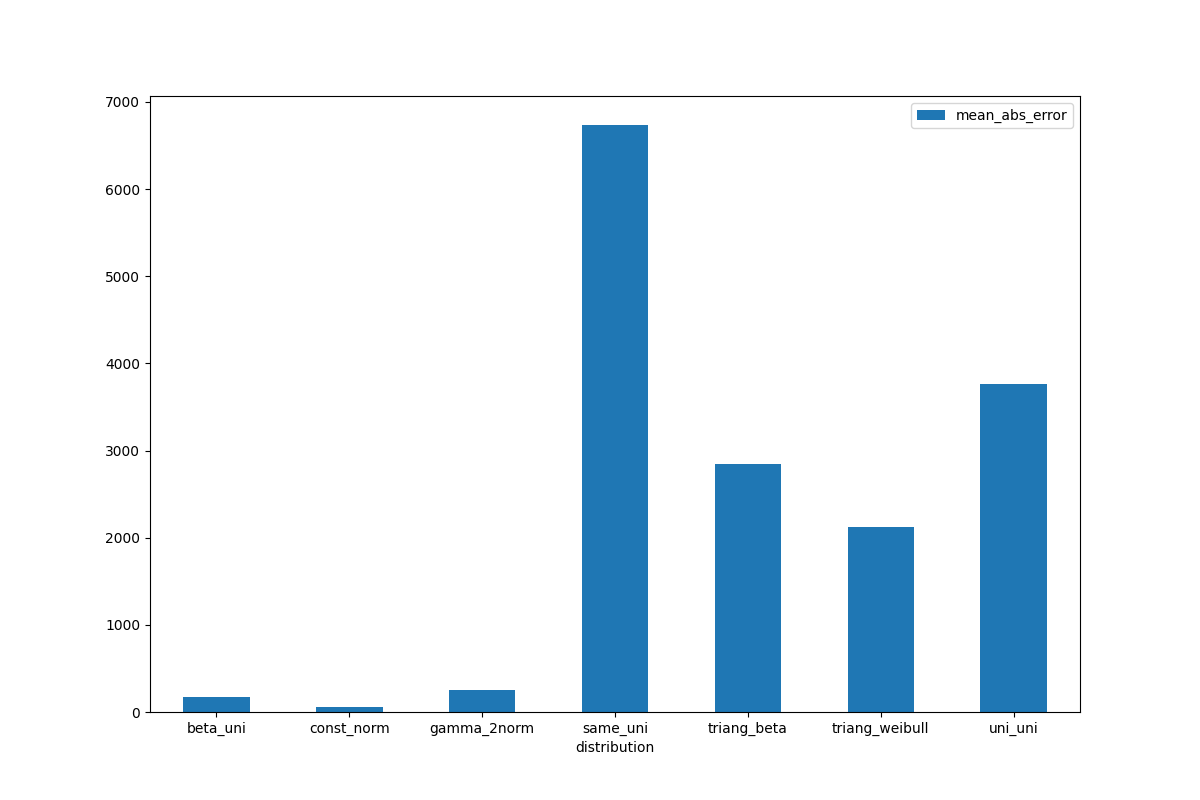 mean_abs_error
7000
6000
5000
4000
3000
2000
1000
0
beta_uni const_norm gamma_2norm same_uni triang_beta triang_weibull uni_uni
distribution